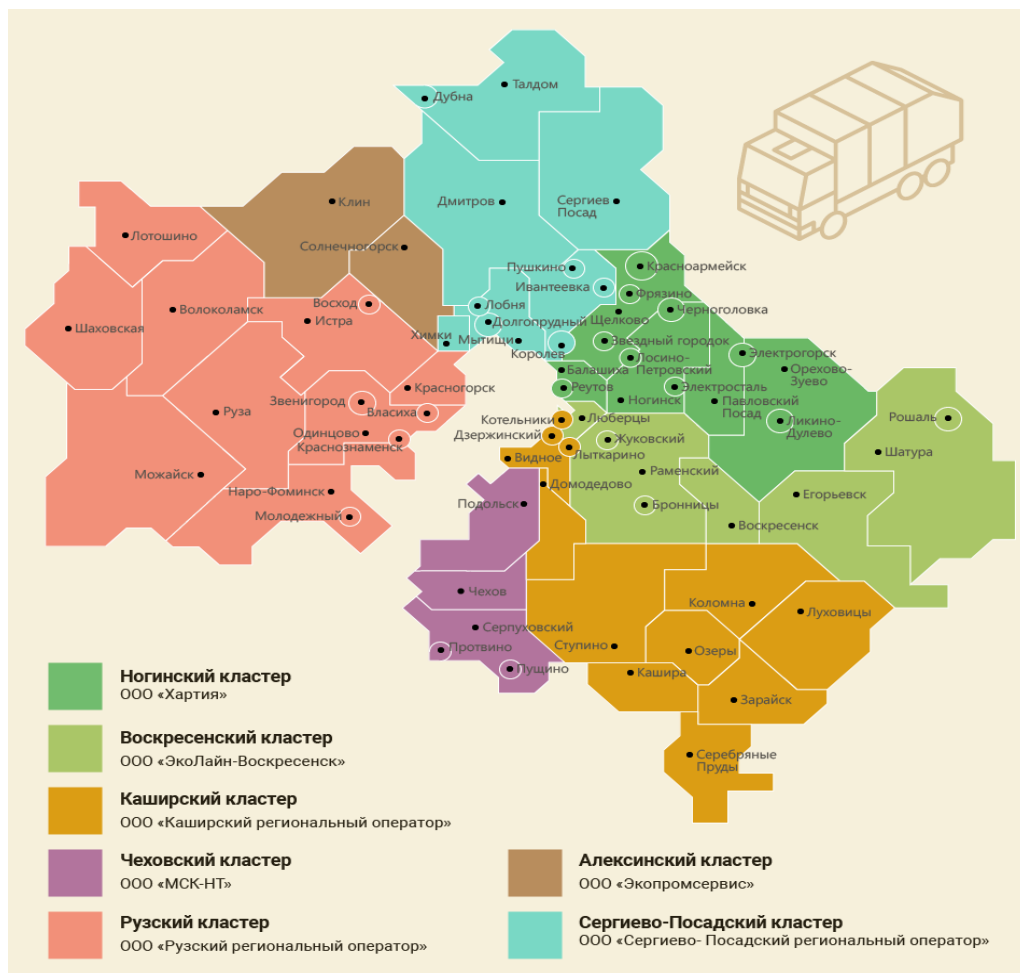 Талдом
Дубна
Клин
Дмитров
Сергиев
Посад
Лотошино
Солнечногорск
Пушкино
Красноармейск
Ивантеевка
Фрязино
Восход
Лобня
Волоколамск
Черноголовка
Истра
Долгопрудный
Щелково
Шаховская
Химки
Мытищи
Звездный городок
Королев
Электрогорск
Лосино-
Петровский
Балашиха
Орехово-
Зуево
Красногорск
Реутов
Электросталь
Звенигород
Ногинск
Павловский
Посад
Руза
Власиха
Котельники
Люберцы
Ликино-
Дулево
Рошаль
Одинцово
Дзержинский
Жуковский
Краснознаменск
Лыткарино
Шатура
Видное
Можайск
Раменский
Домодедово
Наро-Фоминск
Егорьевск
Подольск
Бронницы
Молодежный
Воскресенск
Чехов
Коломна
Луховицы
Серпуховский
Ступино
Протвино
Озеры
Пущино
Кашира
Зарайск
Серебряные
Пруды
Ногинский кластер
ООО «Хартия»
Воскресенский кластер
ООО «ЭкоЛайн-Воскресенск»
Каширский кластер
ООО «Каширский региональный оператор»
Чеховский кластер
ООО «МСК-НТ»
Рузский кластер
ООО «Рузский региональный оператор»
Алексинский кластер
ООО «Экопромсервис»
Сергиево-Посадский кластер
ООО «Сергиево- Посадский региональный оператор»